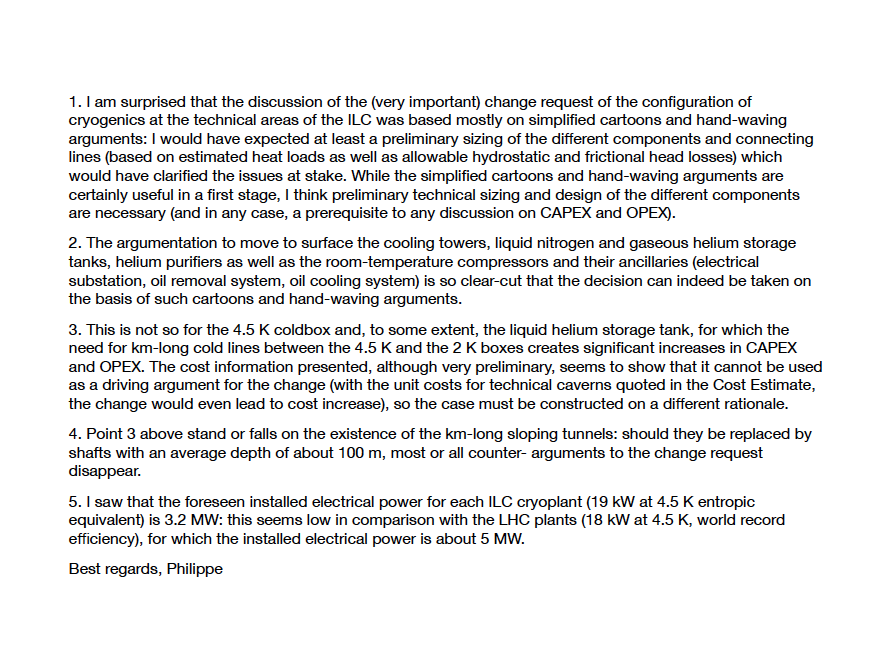 1. I am surprised that the discussion of the (very important) change request of the configuration of
cryogenics at the technical areas of the ILC was based mostly on simplified cartoons and hand-waving
arguments: I would have expected at least a preliminary sizing of the different components and connecting
lines (based on estimated heat loads as well as allowable hydrostatic and frictional head losses) which
would have clarified the issues at stake. While the simplified cartoons and hand-waving arguments are
certainly useful in a first stage, I think preliminary technical sizing and design of the different components
are necessary (and in any case, a prerequisite to any discussion on CAPEX and OPEX).
2. The argumentation to move to surface the cooling towers, liquid nitrogen and gaseous helium storage
tanks, helium purifiers as well as the room-temperature compressors and their ancillaries (electrical
substation, oil removal system, oil cooling system) is so clear-cut that the decision can indeed be taken on
the basis of such cartoons and hand-waving arguments.
3. This is not so for the 4.5 K coldbox and, to some extent, the liquid helium storage tank, for which the
need for km-long cold lines between the 4.5 K and the 2 K boxes creates significant increases in CAPEX
and OPEX. The cost information presented, although very preliminary, seems to show that it cannot be used
as a driving argument for the change (with the unit costs for technical caverns quoted in the Cost Estimate,
the change would even lead to cost increase), so the case must be constructed on a different rationale.
4. Point 3 above stand or falls on the existence of the km-long sloping tunnels: should they be replaced by
shafts with an average depth of about 100 m, most or all counter- arguments to the change request
disappear.
5. I saw that the foreseen installed electrical power for each ILC cryoplant (19 kW at 4.5 K entropic
equivalent) is 3.2 MW: this seems low in comparison with the LHC plants (18 kW at 4.5 K, world record
efficiency), for which the installed electrical power is about 5 MW.
Best regards, Philippe